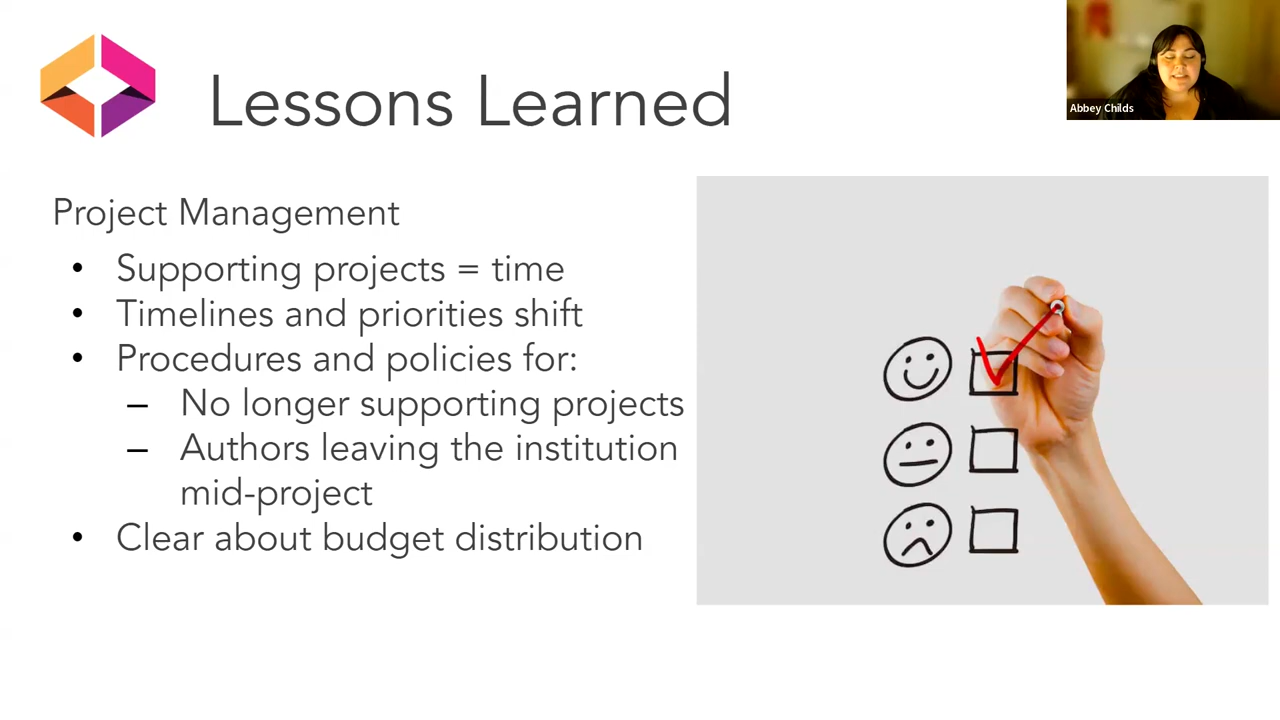 Lessons Learned
Abbey Childs
Project Management
• Supporting projects = time
• Timelines and priorities shift
• Procedures and policies for:
– No longer supporting projects
– Authors leaving the institution
mid-project
• Clear about budget distribution